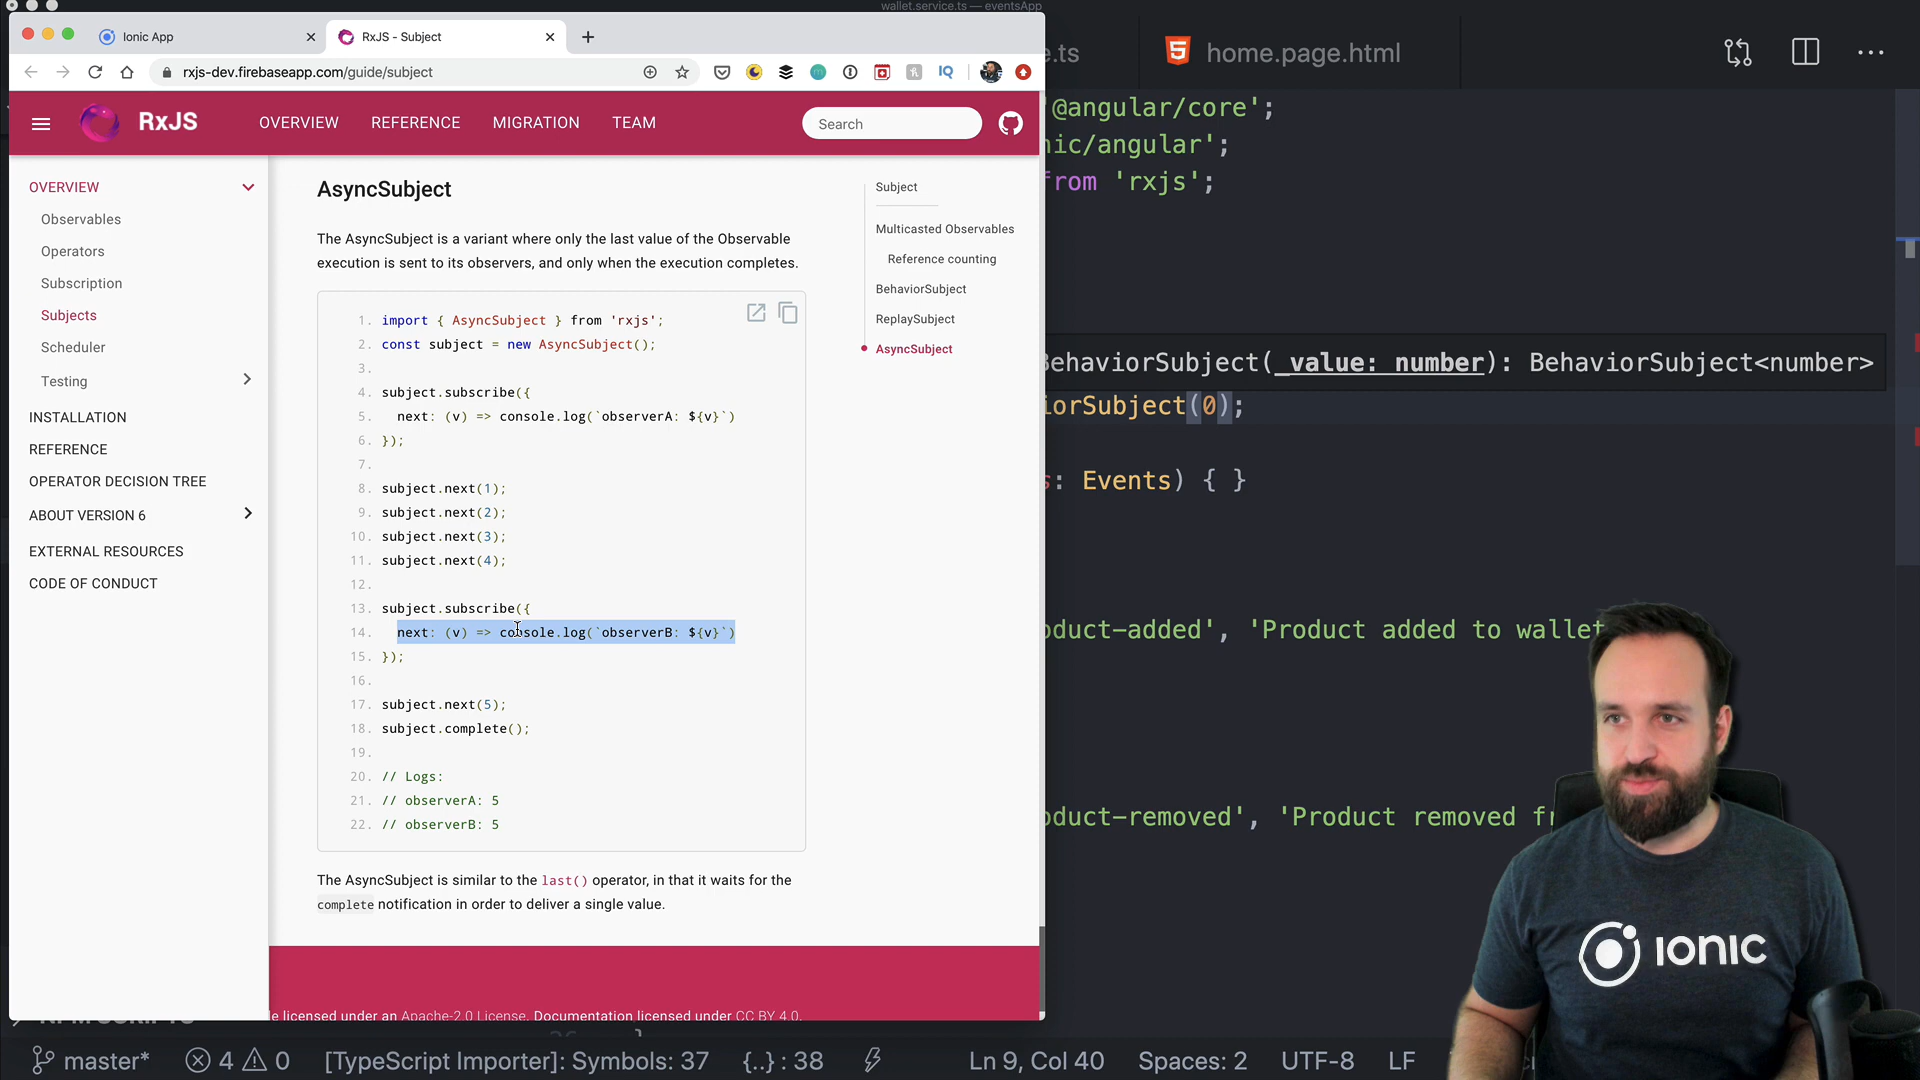 wallet.service.ts — eventsApp
Ionic App
RxJS - Subject
rxjs-dev.firebaseapp.com/guide/subject
IQ
RxJS
OVERVIEW
REFERENCE
MIGRATION
TEAM
Search
OVERVIEW
Observables
Operators
Subscription
Subjects
Scheduler
Testing
INSTALLATION
REFERENCE
OPERATOR DECISION TREE
ABOUT VERSION 6
EXTERNAL RESOURCES
CODE OF CONDUCT
AsyncSubject
The AsyncSubject is a variant where only the last value of the Observable
execution is sent to its observers, and only when the execution completes.
1. import { AsyncSubject } from 'rxjs';
2. const subject = new AsyncSubject();
3.
4. subject.subscribe({
5. next: (v) => console.log(`observerA: ${v}`)
6. });
7.
8. subject.next(1);
9. subject.next(2);
10. subject.next(3);
11. subject.next(4);
12.
13. subject.subscribe({
14. next: (v) => console.log(`observerB: ${v}`)
15. });
16.
17. subject.next(5);
18. subject.complete();
19.
20. // Logs:
21. // observerA: 5
22. // observerB: 5
The AsyncSubject is similar to the last() operator, in that it waits for the
complete notification in order to deliver a single value.
Subject
Multicasted Observables
Reference counting
BehaviorSubject
ReplaySubject
AsyncSubject
e licensed under an Apache-2.0 License. Documentation licensed under CC BY 4.0.
e.ts
home.page.html
'@angular/core';
nic/angular';
from 'rxjs';
BehaviorSubject(_value: number): BehaviorSubject<number>
iorSubject(0);
s: Events) { }
oduct-added', 'Product added to wallet
oduct-removed', 'Product removed fr
IONIC
NPM SCRIPTS
master*
4
0
[TypeScript Importer]: Symbols: 37
{..} : 38
Ln 9, Col 40
Spaces: 2
UTF-8
LF